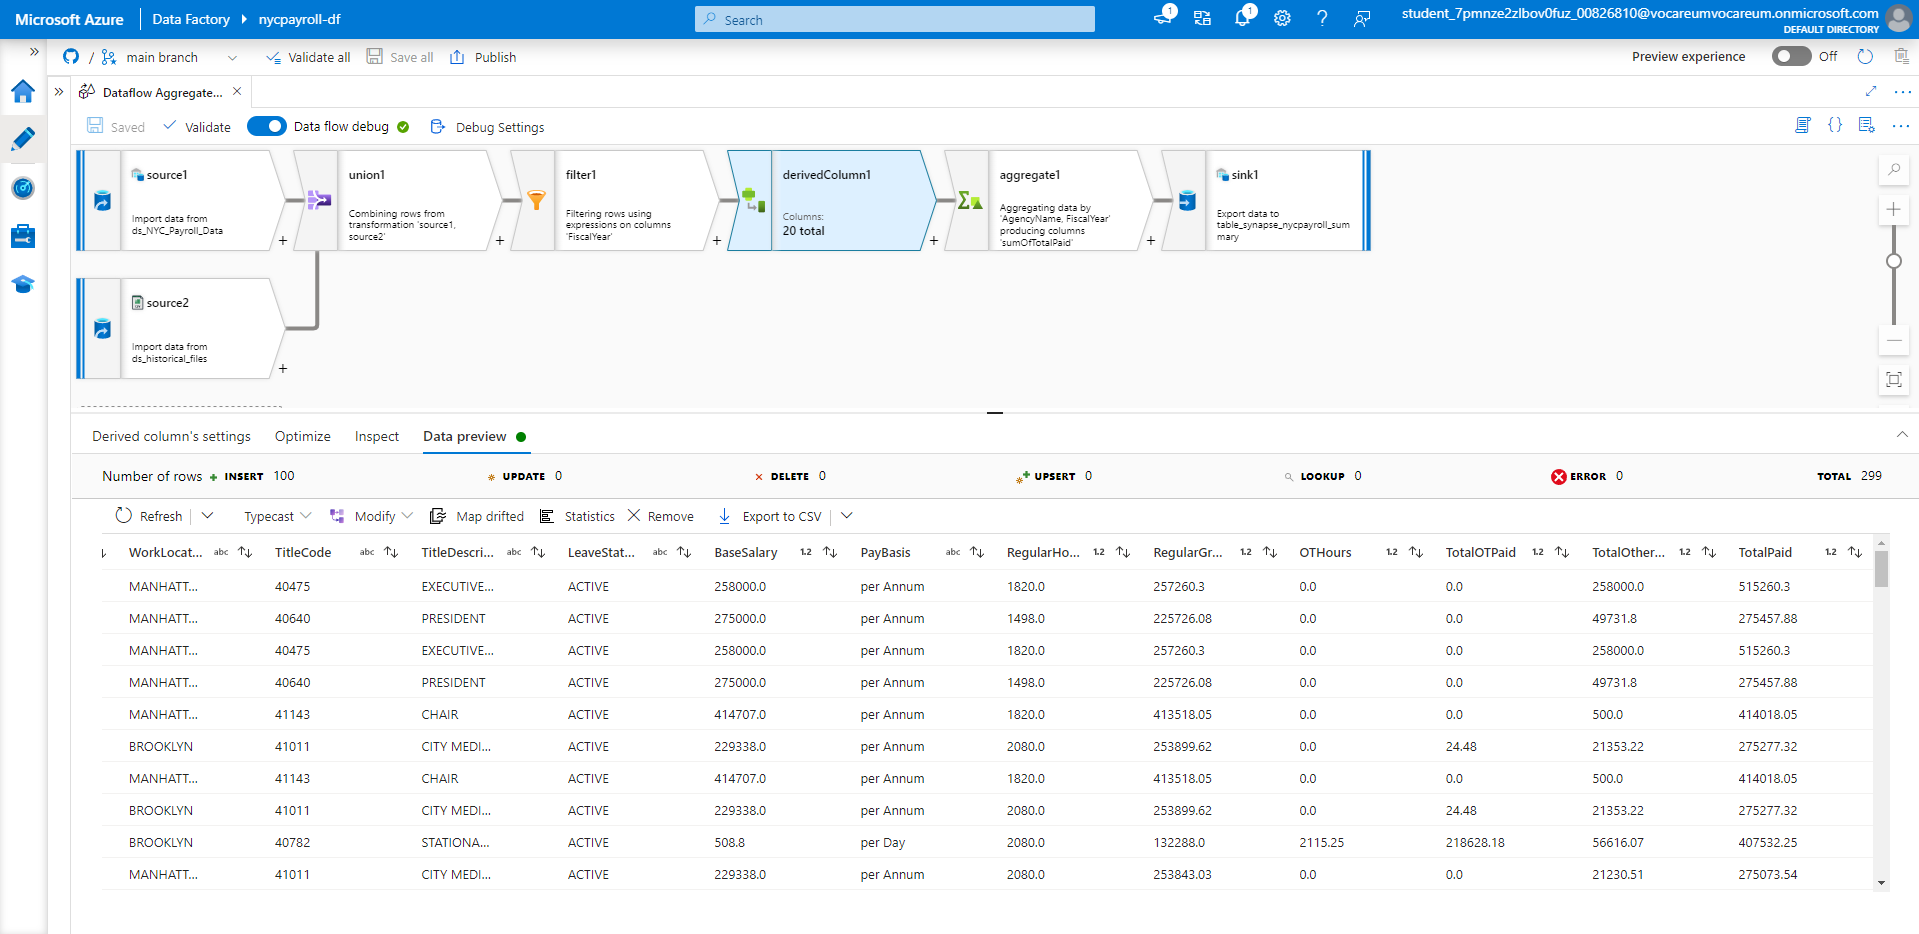 Microsoft Azure
Data Factory
nycpayroll-df
Search
1
1
student_7pmnze2zlbov0fuz_00826810@vocareumvocareum.onmicrosoft.com
DEFAULT DIRECTORY
/ main branch
Validate all
Save all
Publish
Preview experience
Off
Dataflow Aggregate...
Saved
Validate
Data flow debug
Debug Settings
source1
Import data from
ds_NYC_Payroll_Data
union1
Combining rows from
transformation 'source1,
source2'
filter1
Filtering rows using
expressions on columns
'FiscalYear'
derivedColumn1
Columns:
20 total
aggregate1
Aggregating data by
'AgencyName, FiscalYear'
producing columns
'sumOfTotalPaid'
sink1
Export data to
table_synapse_nycpayroll_sum
mary
source2
Import data from
ds_historical_files
Derived column's settings
Optimize
Inspect
Data preview
Number of rows INSERT 100 UPDATE 0 DELETE 0 UPSERT 0 LOOKUP 0 ERROR 0 TOTAL 299
Refresh Typecast Modify Map drifted Statistics Remove Export to CSV
WorkLocat... abc TitleCode abc TitleDescri... abc LeaveStat... abc BaseSalary 1.2 PayBasis abc RegularHo... 1.2 RegularGr... 1.2 OTHours 1.2 TotalOTPaid 1.2 TotalOther... 1.2 TotalPaid 1.2
MANHATT... 40475 EXECUTIVE... ACTIVE 258000.0 per Annum 1820.0 257260.3 0.0 0.0 258000.0 515260.3
MANHATT... 40640 PRESIDENT ACTIVE 275000.0 per Annum 1498.0 225726.08 0.0 0.0 49731.8 275457.88
MANHATT... 40475 EXECUTIVE... ACTIVE 258000.0 per Annum 1820.0 257260.3 0.0 0.0 258000.0 515260.3
MANHATT... 40640 PRESIDENT ACTIVE 275000.0 per Annum 1498.0 225726.08 0.0 0.0 49731.8 275457.88
MANHATT... 41143 CHAIR ACTIVE 414707.0 per Annum 1820.0 413518.05 0.0 0.0 500.0 414018.05
BROOKLYN 41011 CITY MEDI... ACTIVE 229338.0 per Annum 2080.0 253899.62 0.0 24.48 21353.22 275277.32
MANHATT... 41143 CHAIR ACTIVE 414707.0 per Annum 1820.0 413518.05 0.0 0.0 500.0 414018.05
BROOKLYN 41011 CITY MEDI... ACTIVE 229338.0 per Annum 2080.0 253899.62 0.0 24.48 21353.22 275277.32
BROOKLYN 40782 STATIONA... ACTIVE 508.8 per Day 2080.0 132288.0 2115.25 218628.18 56616.07 407532.25
MANHATT... 41011 CITY MEDI... ACTIVE 229338.0 per Annum 2080.0 253843.03 0.0 0.0 21230.51 275073.54